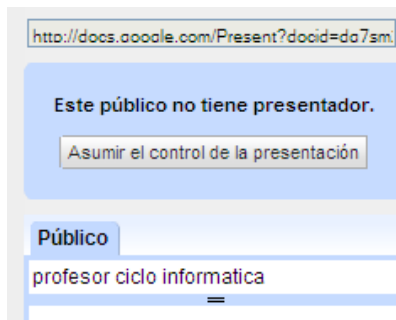 http://docs.google.com/Present?docid=dq7sm
Este público no tiene presentador.
Asumir el control de la presentación
Público
profesor ciclo informatica